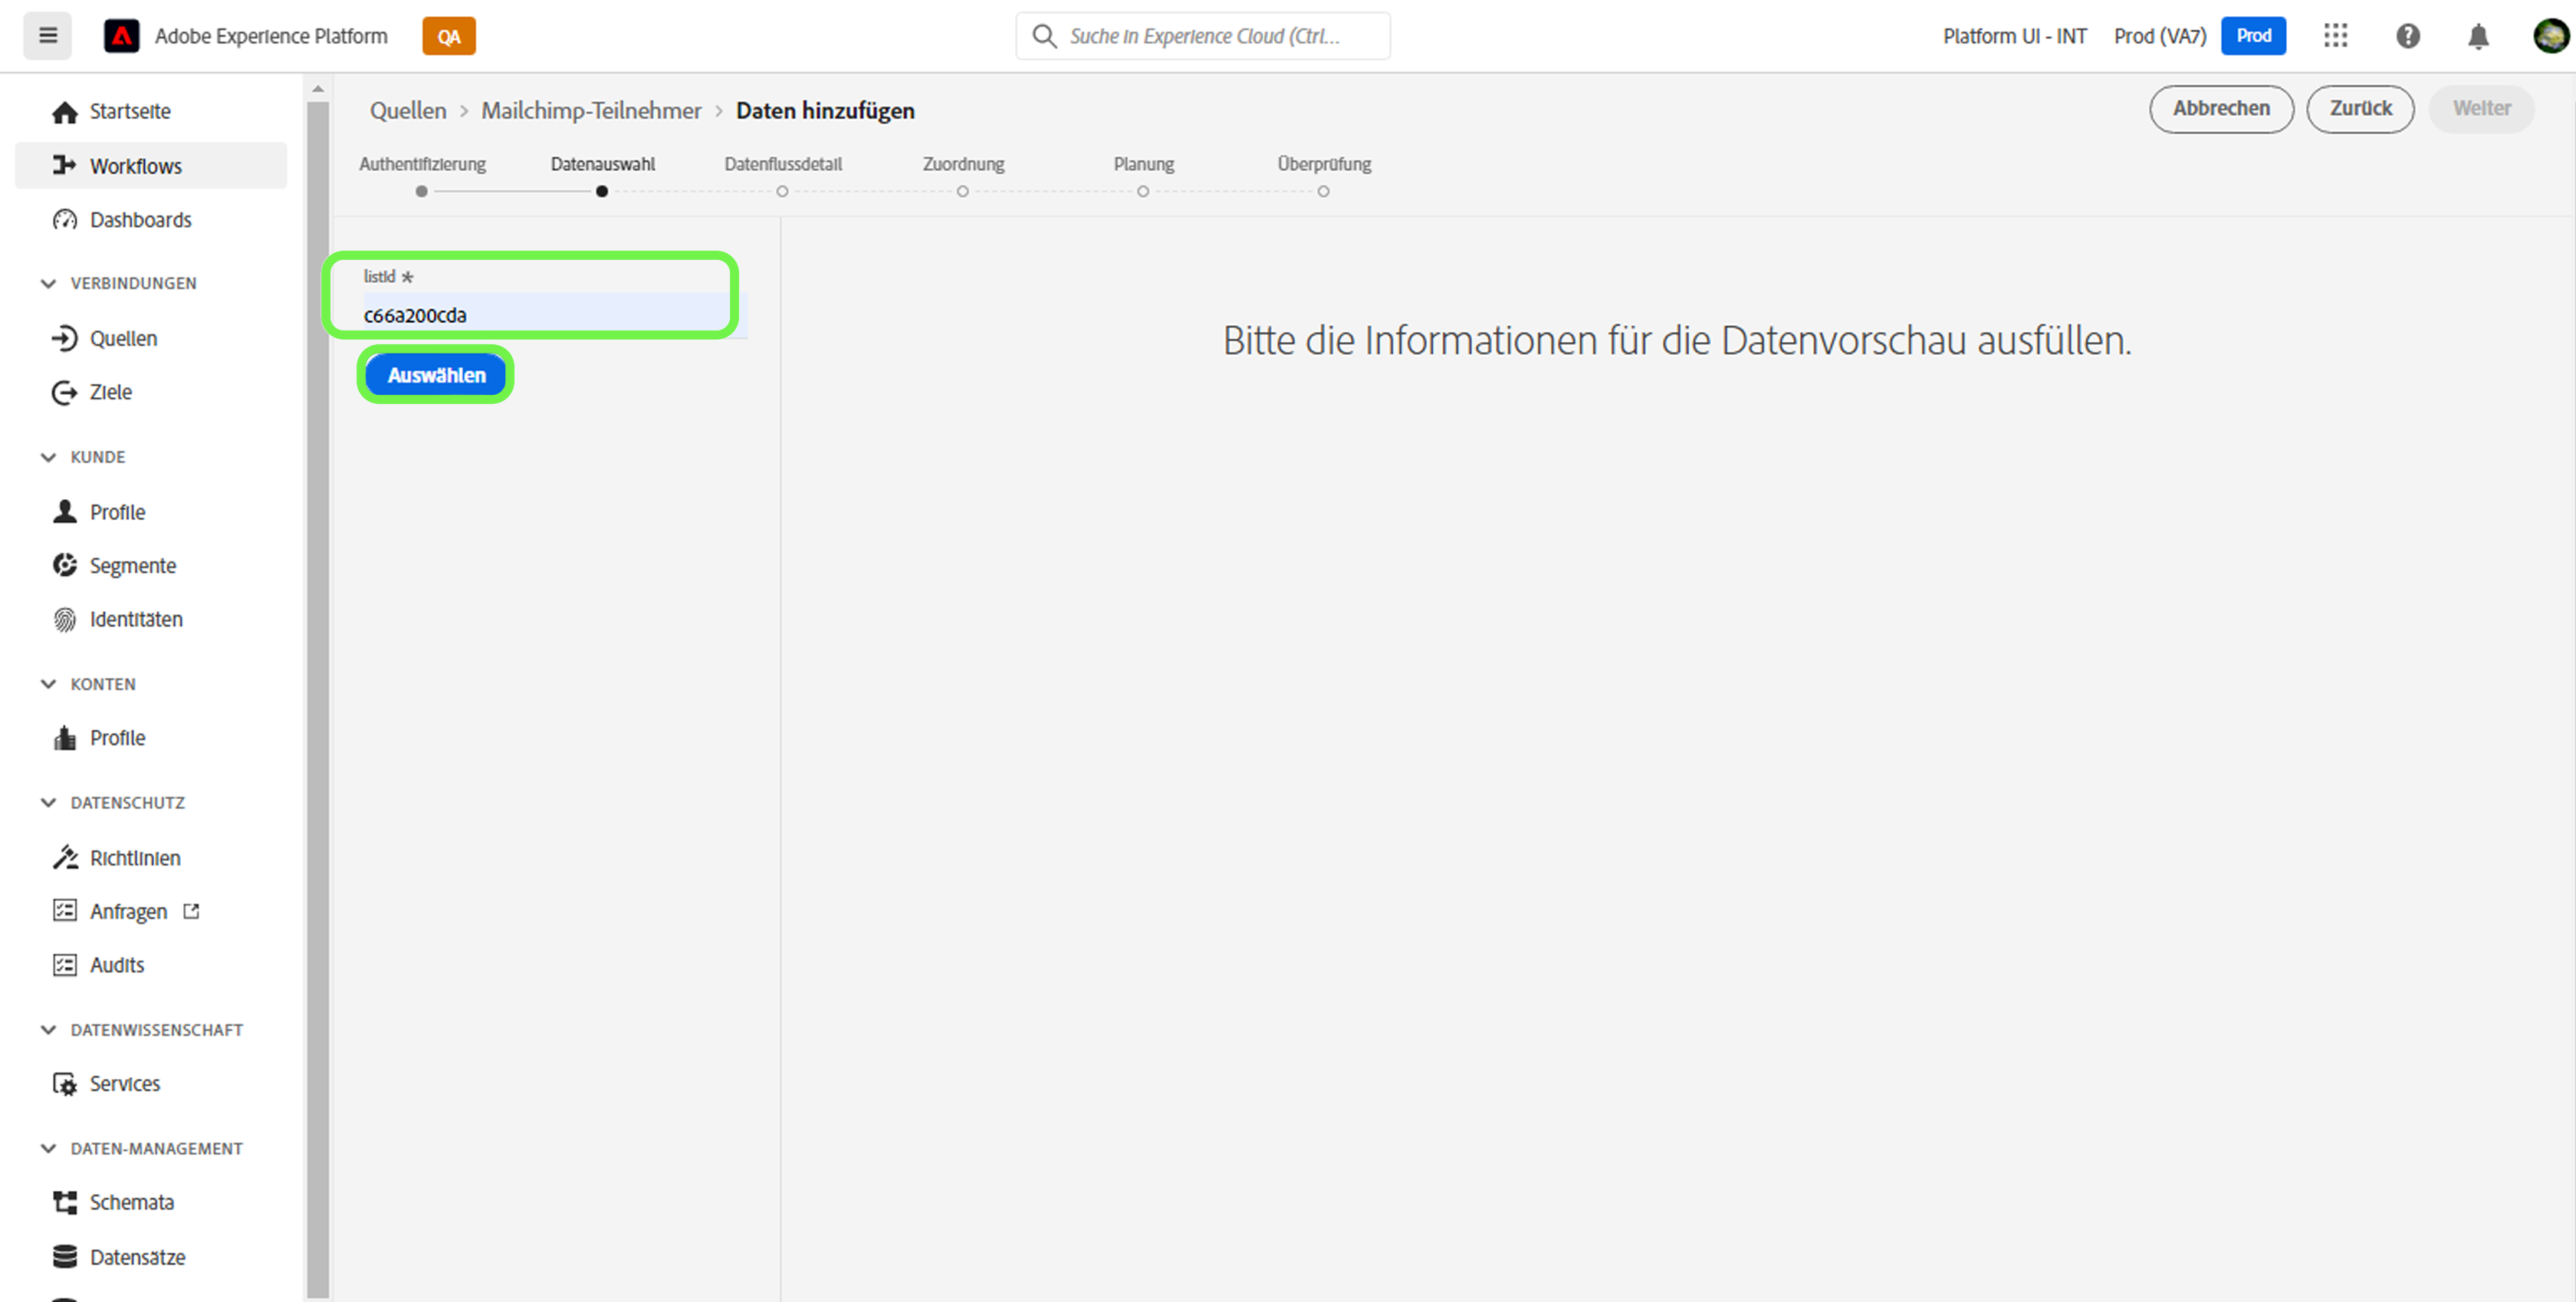 Adobe Experience Platform
QA
Suche in Experience Cloud (Ctrl...
Platform UI - INT
Prod (VA7)
Prod
Startseite
Workflows
Dashboards
VERBINDUNGEN
Quellen
Ziele
KUNDE
Profile
Segmente
Identitäten
KONTEN
Profile
DATENSCHUTZ
Richtlinien
Anfragen
Audits
DATENWISSENSCHAFT
Services
DATEN-MANAGEMENT
Schemata
Datensätze
Quellen > Mailchimp-Teilnehmer > Daten hinzufügen
Abbrechen
Zurück
Weiter
Authentifizierung
Datenauswahl
Datenflussdetail
Zuordnung
Planung
Überprüfung
listId *
c66a200cda
Auswählen
Bitte die Informationen für die Datenvorschau ausfüllen.